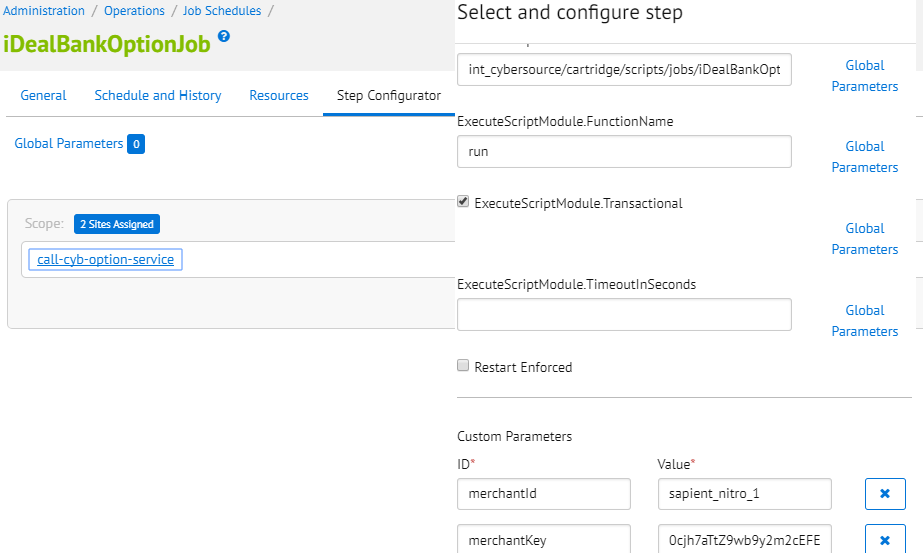 Administration / Operations / Job Schedules /
iDealBankOptionJob ?
General Schedule and History Resources Step Configurator
Global Parameters 0
Scope: 2 Sites Assigned
call-cyb-option-service
Select and configure step
int_cybersource/cartridge/scripts/jobs/iDealBankOpt
Global
Parameters
ExecuteScriptModule.FunctionName
run
Global
Parameters
ExecuteScriptModule.Transactional
Global
Parameters
ExecuteScriptModule.TimeoutInSeconds
Global
Parameters
Restart Enforced
Custom Parameters
ID* Value*
merchantId sapient_nitro_1
merchantKey 0cjh7aTtZ9wb9y2m2cEFE